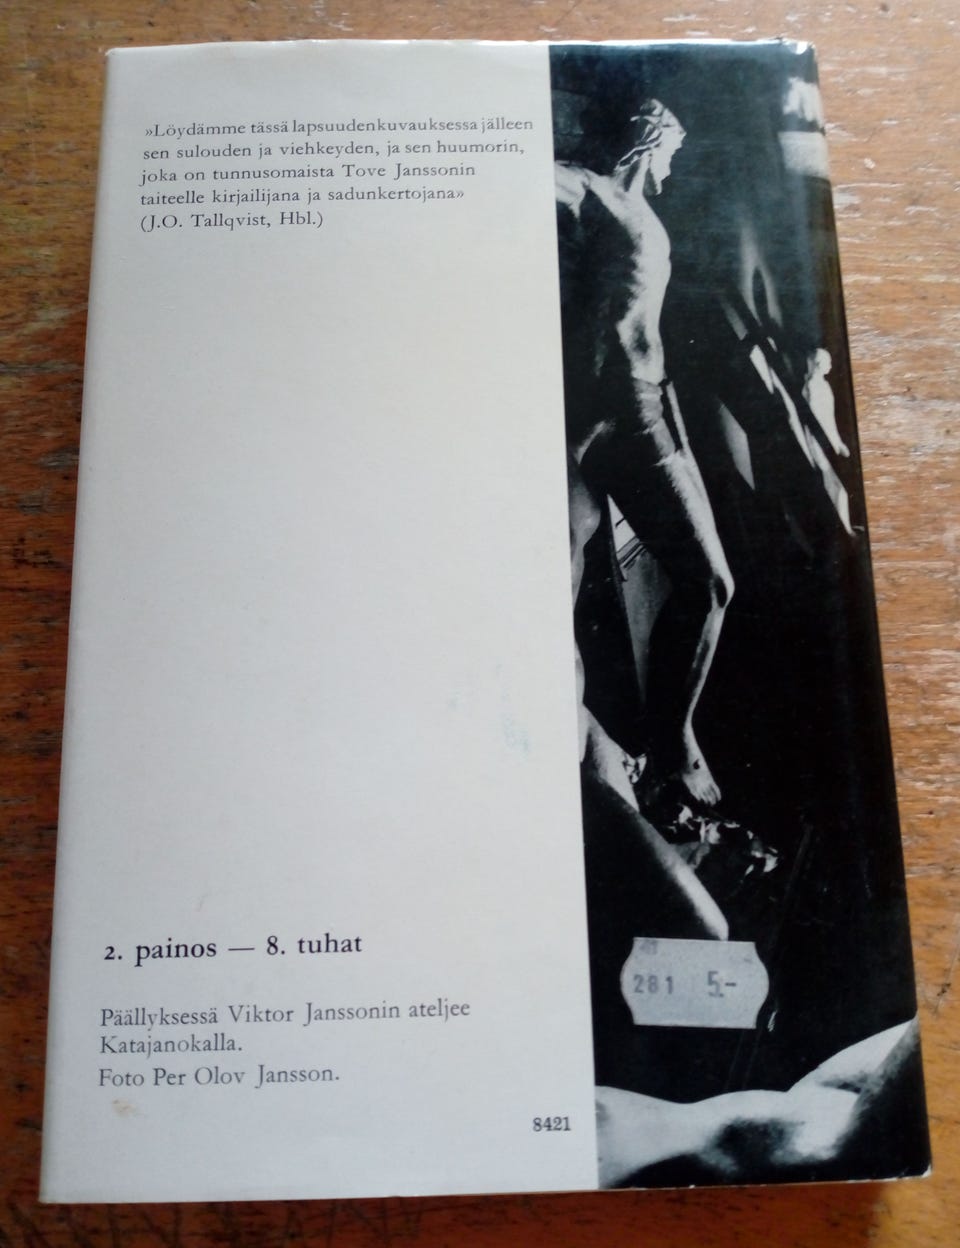 »Löydämme tässä lapsuudenkuvauksessa jälleen
sen sulouden ja viehkeyden, ja sen huumorin,
joka on tunnusomaista Tove Janssonin
taiteelle kirjailijana ja sadunkertojana»
(J.O. Tallqvist, Hbl.)
2. painos — 8. tuhat
Päällyksessä Viktor Janssonin ateljee
Katajanokalla.
Foto Per Olov Jansson.
8421
281 5:-